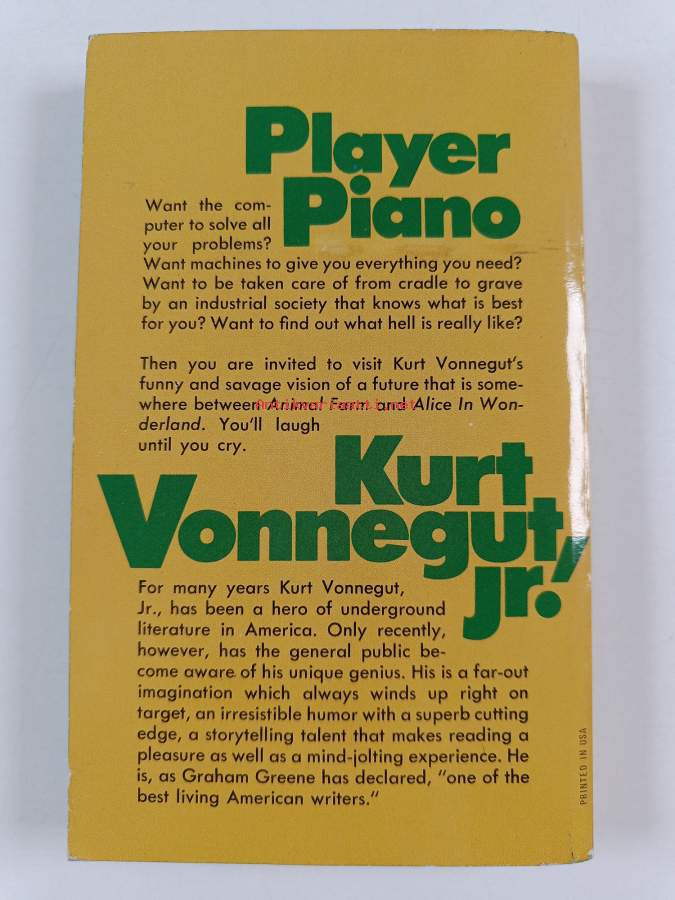 Player
Piano
Want the com-
puter to solve all
your problems?
Want machines to give you everything you need?
Want to be taken care of from cradle to grave
by an industrial society that knows what is best
for you? Want to find out what hell is really like?
Then you are invited to visit Kurt Vonnegut's
funny and savage vision of a future that is some-
where between Animal Farm and Alice In Won-
derland. You'll laugh
until you cry.
Antikvariaatti.net
Kurt
Vonnegut,
Jr.!
For many years Kurt Vonnegut,
Jr., has been a hero of underground
literature in America. Only recently,
however, has the general public be-
come aware of his unique genius. His is a far-out
imagination which always winds up right on
target, an irresistible humor with a superb cutting
edge, a storytelling talent that makes reading a
pleasure as well as a mind-jolting experience. He
is, as Graham Greene has declared, "one of the
best living American writers."
PRINTED IN USA